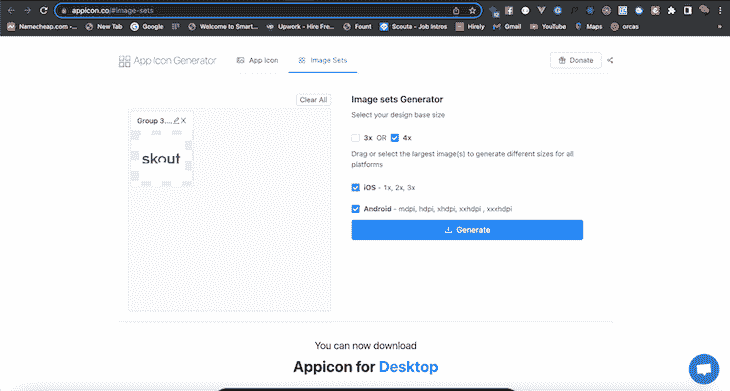 appicon.co/#image-sets
Namecheap.com -... New Tab Welcome to Smart... Upwork - Hire Fre... Facebook Scouta - Job Intros Hirely Gmail YouTube Maps orcas »
App Icon Generator App Icon Image Sets Donate
Clear All
Group 3....
skout
Image sets Generator
Select your design base size
3x OR 4x
Drag or select the largest image(s) to generate different sizes for all
platforms
iOS - 1x, 2x, 3x
Android - mdpi, hdpi, xhdpi, xxhdpi , xxxhdpi
Generate
You can now download
Appicon for Desktop